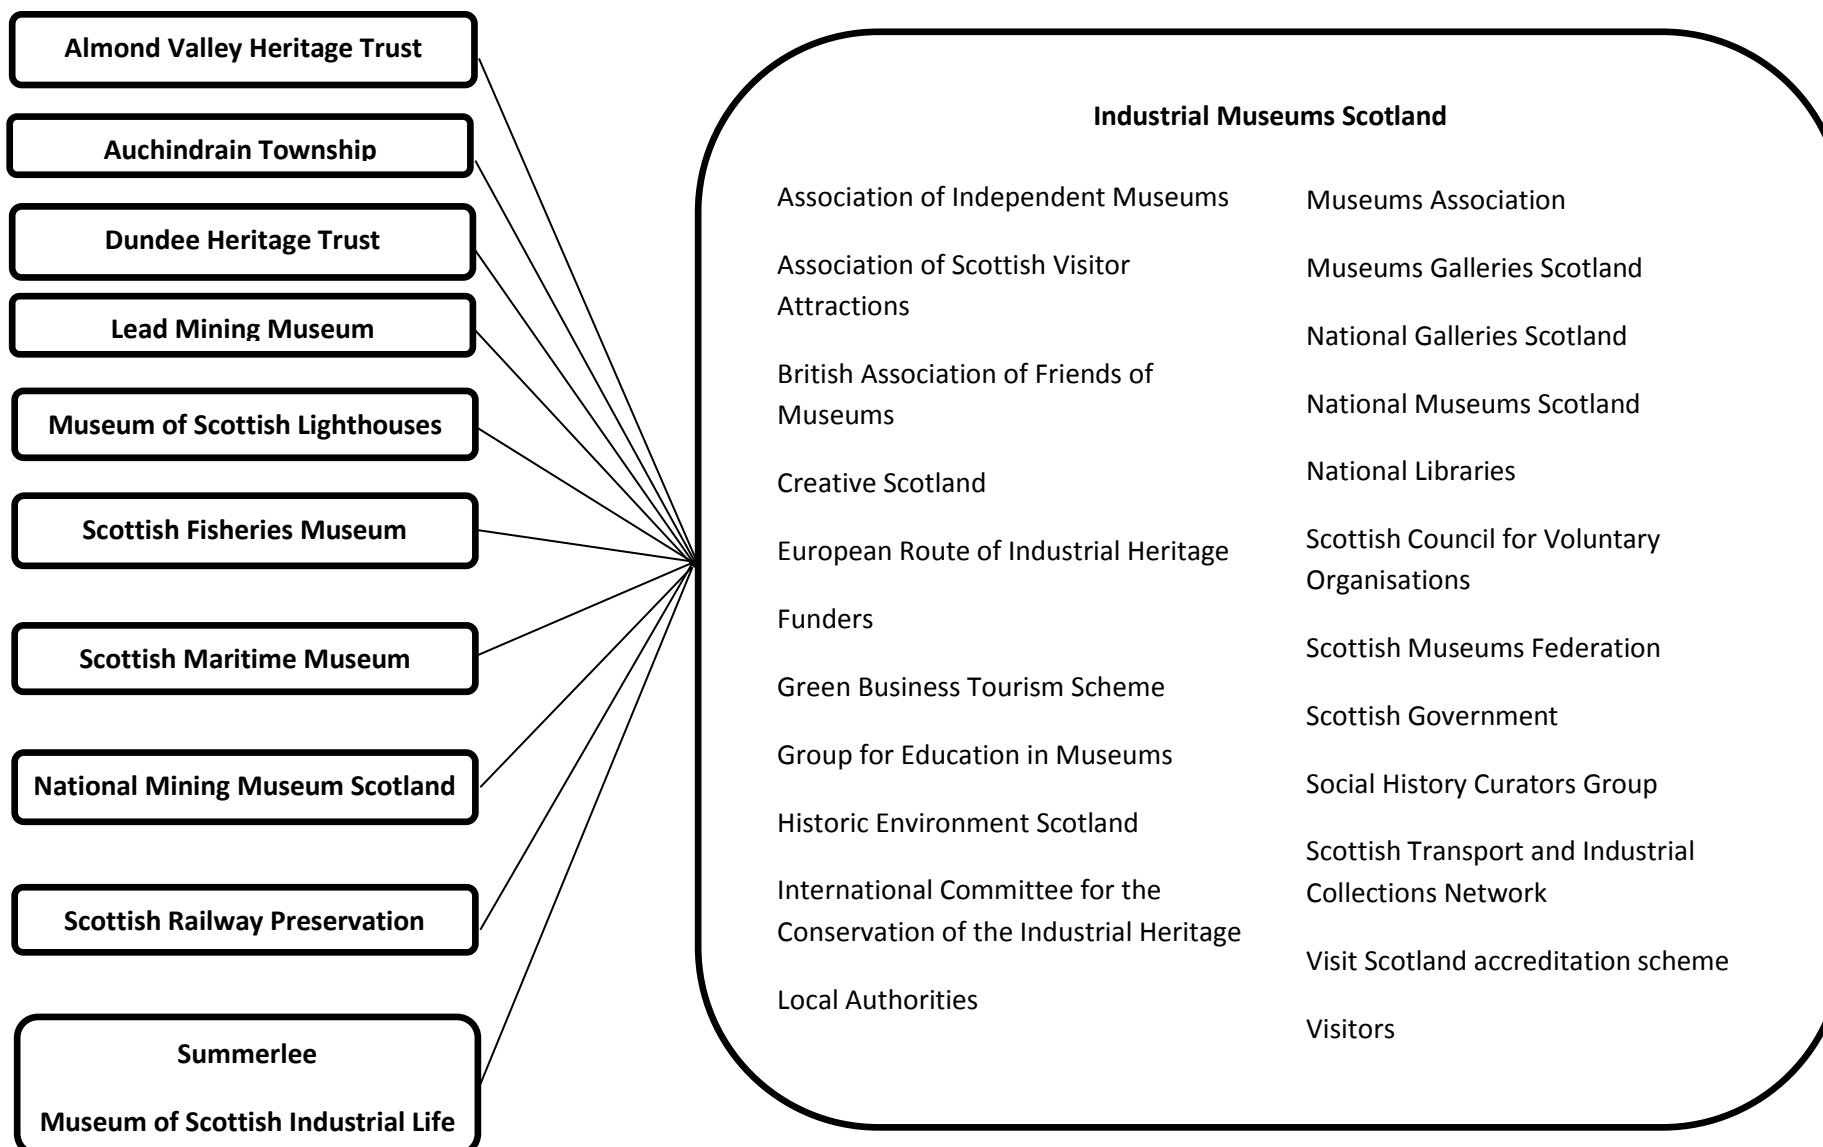 Almond Valley Heritage Trust
Auchindrain Township
Dundee Heritage Trust
Lead Mining Museum
Museum of Scottish Lighthouses
Scottish Fisheries Museum
Scottish Maritime Museum
National Mining Museum Scotland
Scottish Railway Preservation
Summerlee
Museum of Scottish Industrial Life
Industrial Museums Scotland
Association of Independent Museums
Association of Scottish Visitor
Attractions
British Association of Friends of
Museums
Creative Scotland
European Route of Industrial Heritage
Funders
Green Business Tourism Scheme
Group for Education in Museums
Historic Environment Scotland
International Committee for the
Conservation of the Industrial Heritage
Local Authorities
Museums Association
Museums Galleries Scotland
National Galleries Scotland
National Museums Scotland
National Libraries
Scottish Council for Voluntary
Organisations
Scottish Museums Federation
Scottish Government
Social History Curators Group
Scottish Transport and Industrial
Collections Network
Visit Scotland accreditation scheme
Visitors